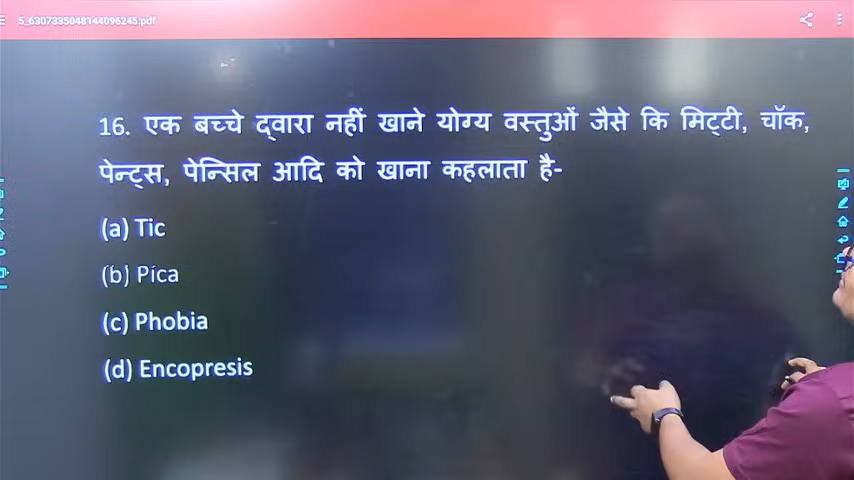 5_6307335048144096245.pdf
16. एक बच्चे द्वारा नहीं खाने योग्य वस्तुओं जैसे कि मिट्टी, चॉक,
पेन्ट्स, पेन्सिल आदि को खाना कहलाता है-
(a) Tic
(b) Pica
(c) Phobia
(d) Encopresis